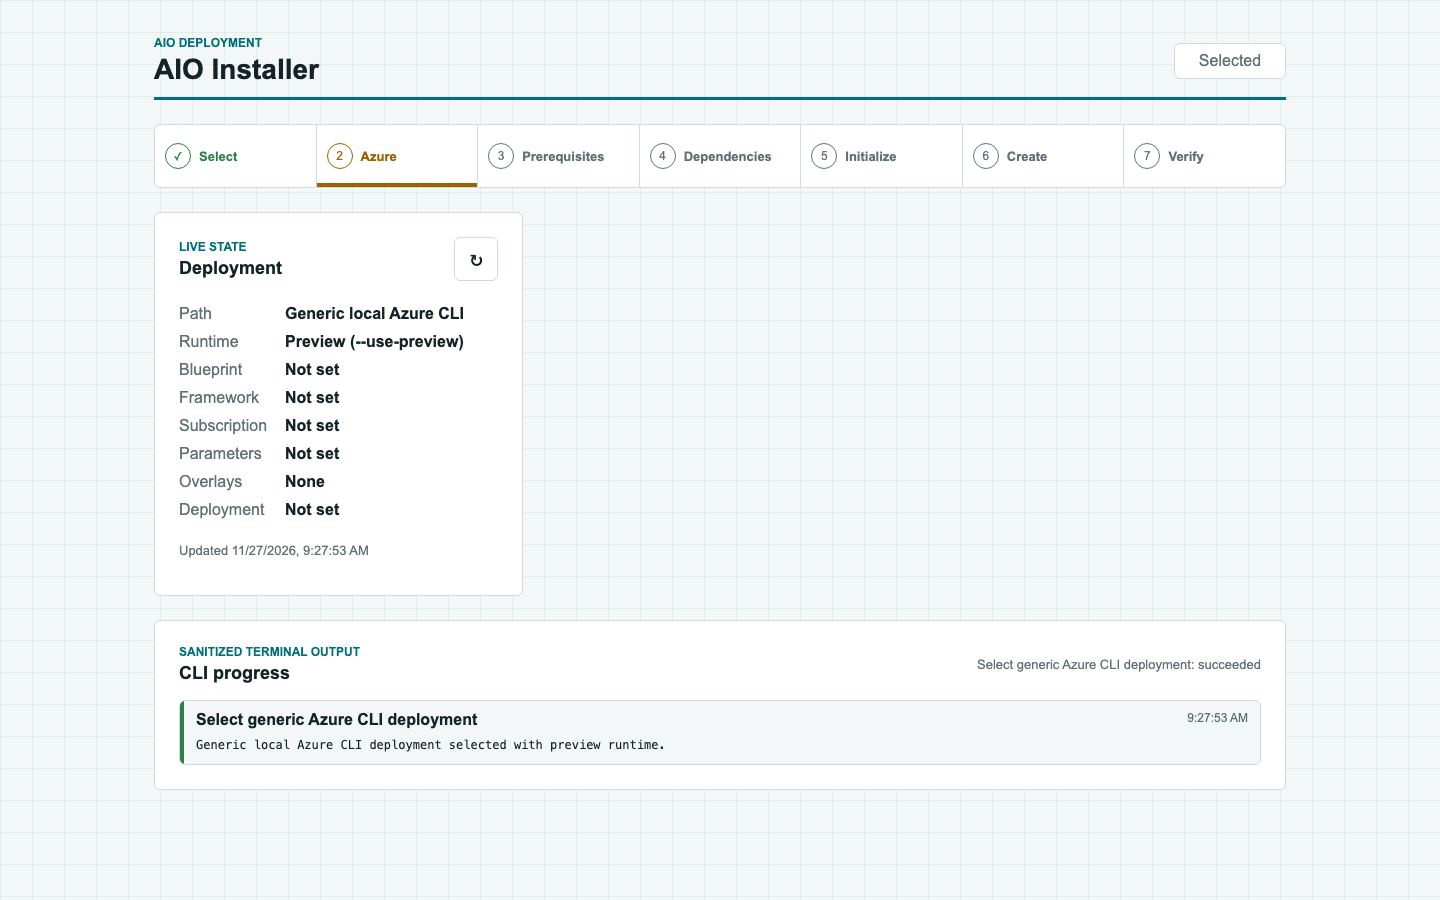 AIO DEPLOYMENT
AIO Installer
Selected
✓ Select
2 Azure
3 Prerequisites
4 Dependencies
5 Initialize
6 Create
7 Verify
LIVE STATE
Deployment
↻
Path Generic local Azure CLI
Runtime Preview (--use-preview)
Blueprint Not set
Framework Not set
Subscription Not set
Parameters Not set
Overlays None
Deployment Not set
Updated 11/27/2026, 9:27:53 AM
SANITIZED TERMINAL OUTPUT
CLI progress
Select generic Azure CLI deployment: succeeded
Select generic Azure CLI deployment
9:27:53 AM
Generic local Azure CLI deployment selected with preview runtime.